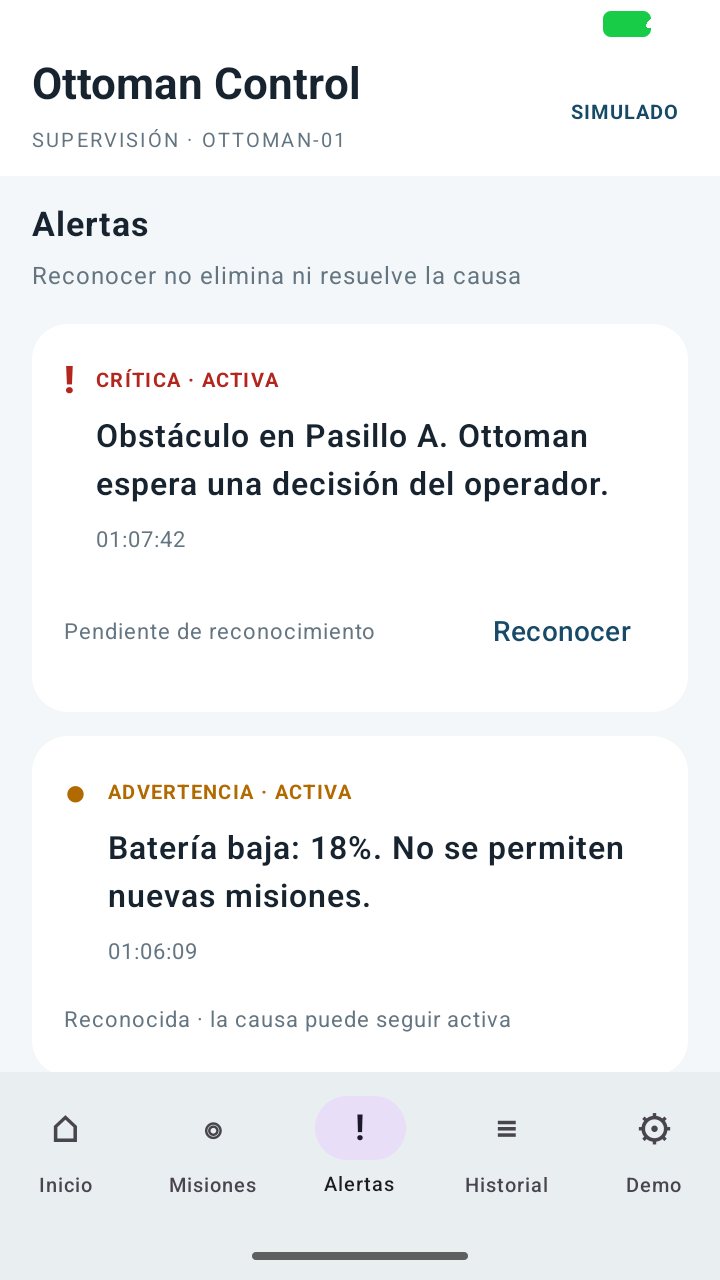 Ottoman Control
SIMULADO
SUPERVISIÓN · OTTOMAN-01
Alertas
Reconocer no elimina ni resuelve la causa
! CRÍTICA · ACTIVA
Obstáculo en Pasillo A. Ottoman
espera una decisión del operador.
01:07:42
Pendiente de reconocimiento
Reconocer
ADVERTENCIA · ACTIVA
Batería baja: 18%. No se permiten
nuevas misiones.
01:06:09
Reconocida · la causa puede seguir activa
Inicio
Misiones
!
Alertas
Historial
Demo